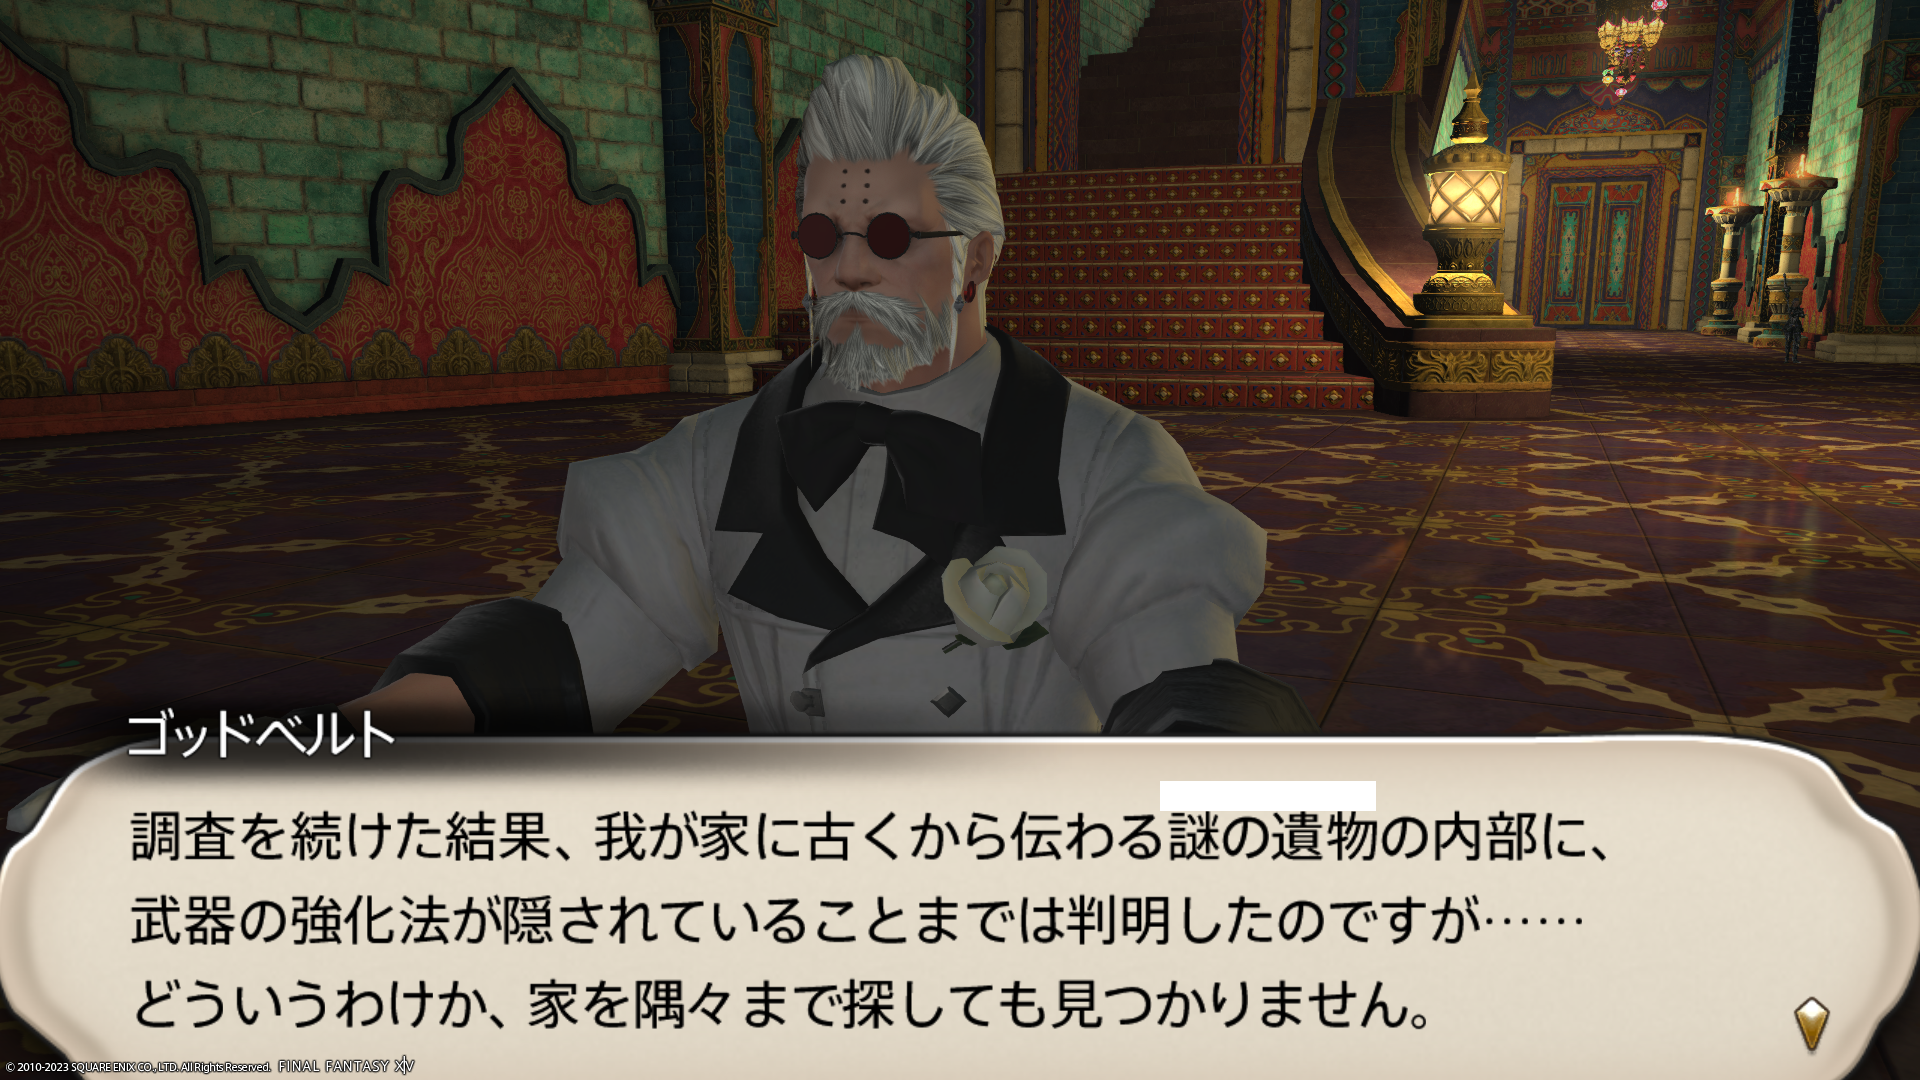 ゴッドベルト
調査を続けた結果、我が家に古くから伝わる謎の遺物の内部に、
武器の強化法が隠されていることまでは判明したのですが……
どういうわけか、家を隅々まで探しても見つかりません。
© 2010-2023 SQUARE ENIX CO., LTD. All Rights Reserved. FINAL FANTASY XIV